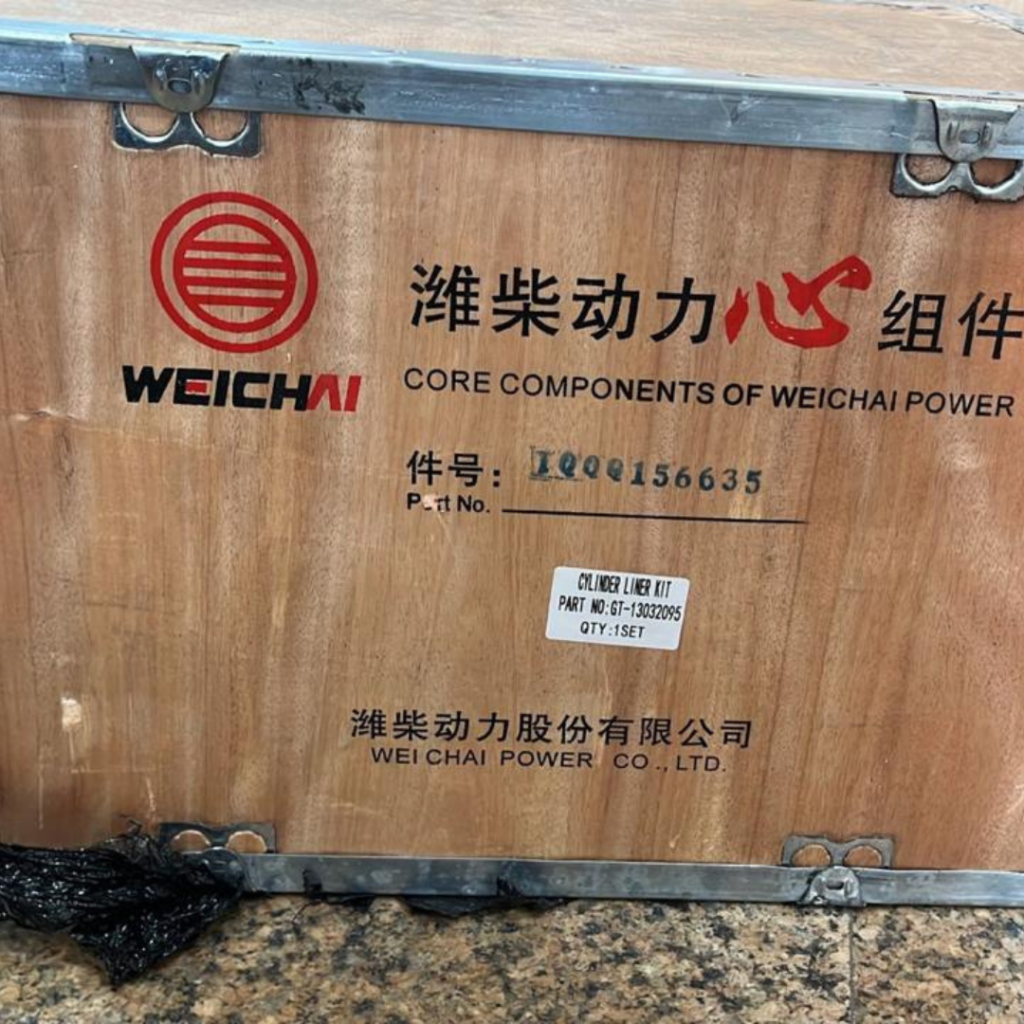 WEICHAI
潍柴动力心组件
CORE COMPONENTS OF WEICHAI POWER
件号: 1000156635
Part No.
CYLINDER LINER KIT
PART NO:GT-13032095
QTY:1SET
潍柴动力股份有限公司
WEI CHAI POWER CO., LTD.